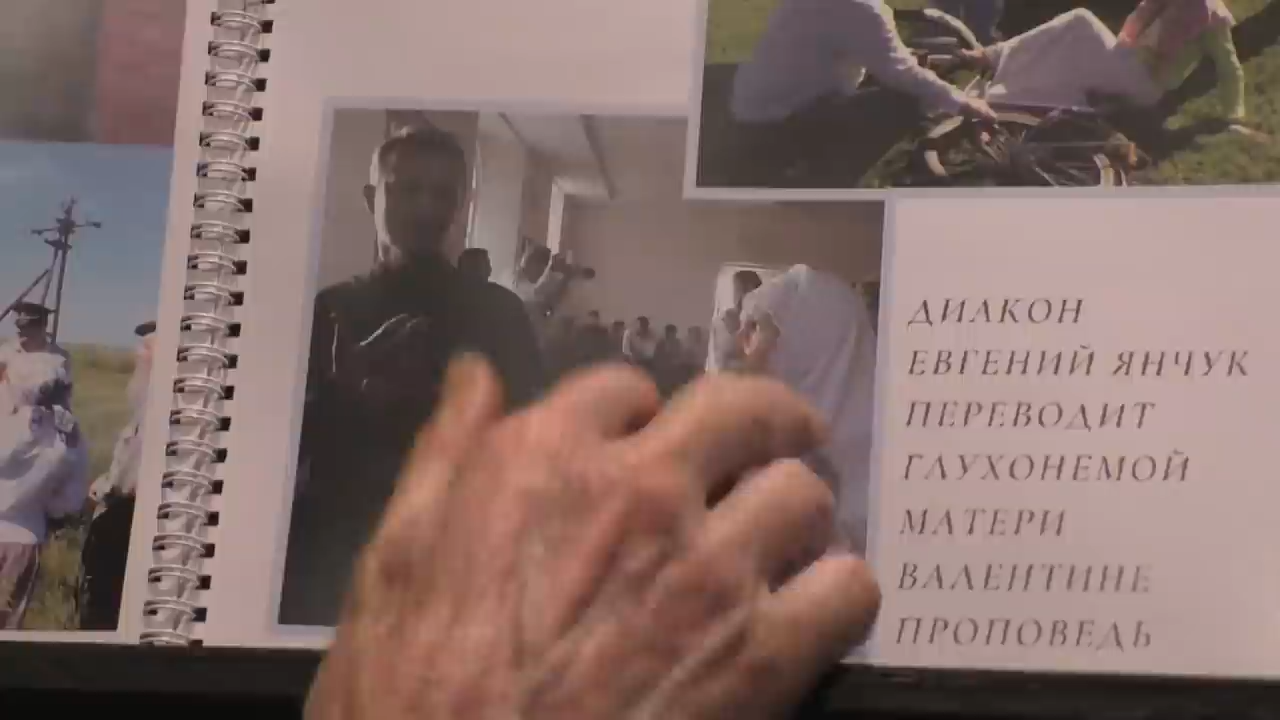 ДИАКОН
ЕВГЕНИЙ ЯНЧУК
ПЕРЕВОДИТ
ГЛУХОНЕМОЙ
МАТЕРИ
ВАЛЕНТИНЕ
ПРОПОВЕДЬ